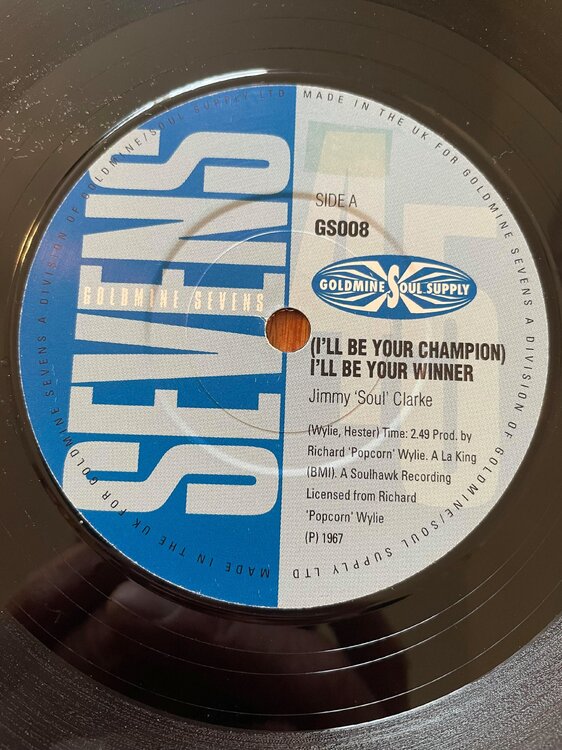 MADE IN THE UK FOR GOLDMINE SEVENS A DIVISION OF GOLDMINE/SOUL SUPPLY LTD
MADE IN THE UK FOR GOLDMINE SEVENS A DIVISION OF GOLDMINE/SOUL SUPPLY LTD
SEVENS
GOLDMINE SEVENS
45
SIDE A
GS008
GOLDMINE SOUL SUPPLY
(I'LL BE YOUR CHAMPION)
I'LL BE YOUR WINNER
Jimmy 'Soul' Clarke
(Wylie, Hester) Time: 2.49 Prod. by
Richard 'Popcorn' Wylie. A La King
(BMI). A Soulhawk Recording
Licensed from Richard
'Popcorn' Wylie
(P) 1967